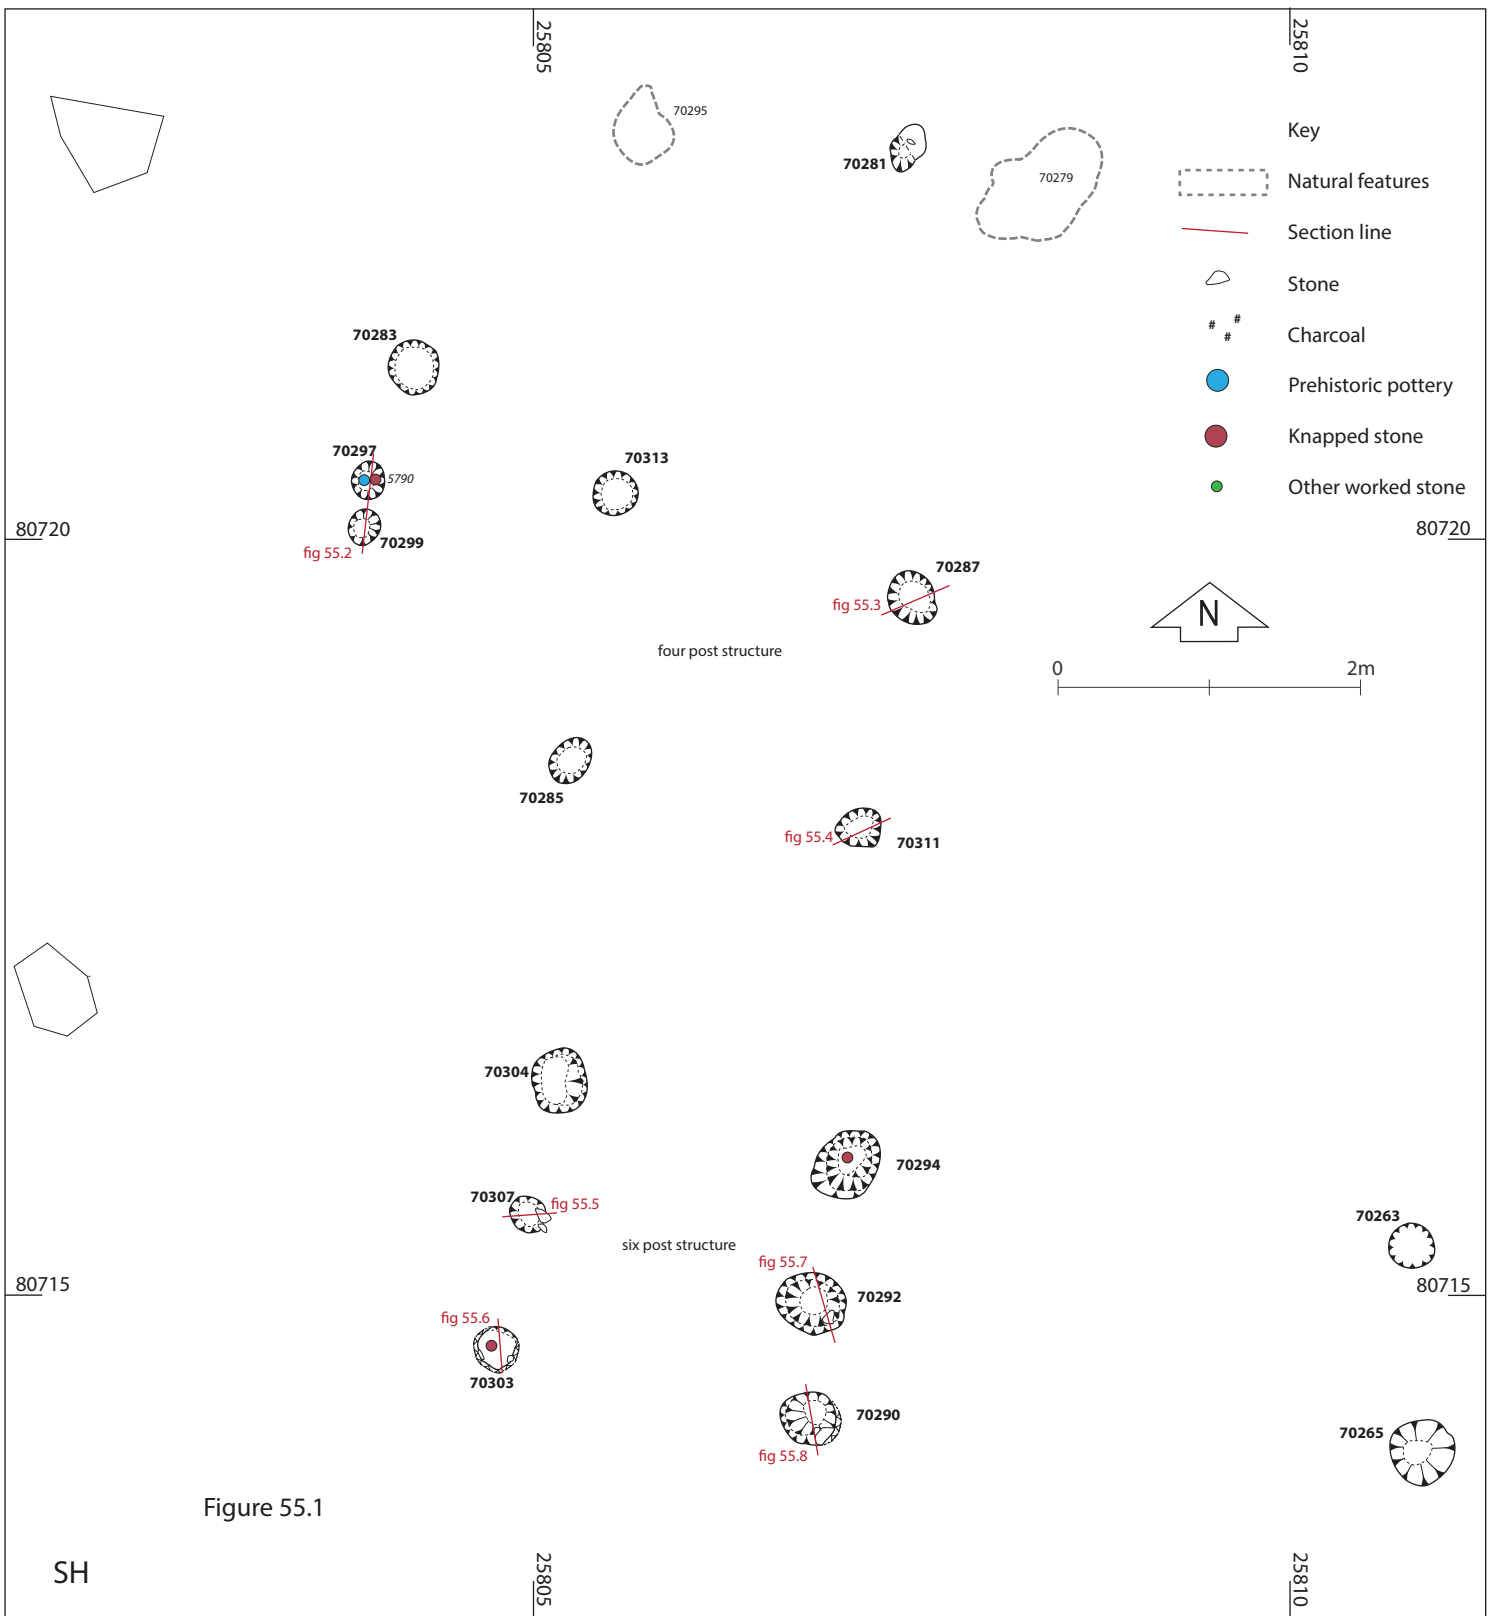 25805
25810
70295
Key
70281
70279
Natural features
Section line
Stone
# # #
Charcoal
70283
Prehistoric pottery
Knapped stone
70297
70313
5790
Other worked stone
80720
80720
70299
fig 55.2
70287
fig 55.3
N
four post structure
0 2m
70285
fig 55.4
70311
70304
70294
70307
fig 55.5
70263
six post structure
fig 55.7
80715
80715
70292
fig 55.6
70303
70290
70265
fig 55.8
Figure 55.1
SH
25805
25810